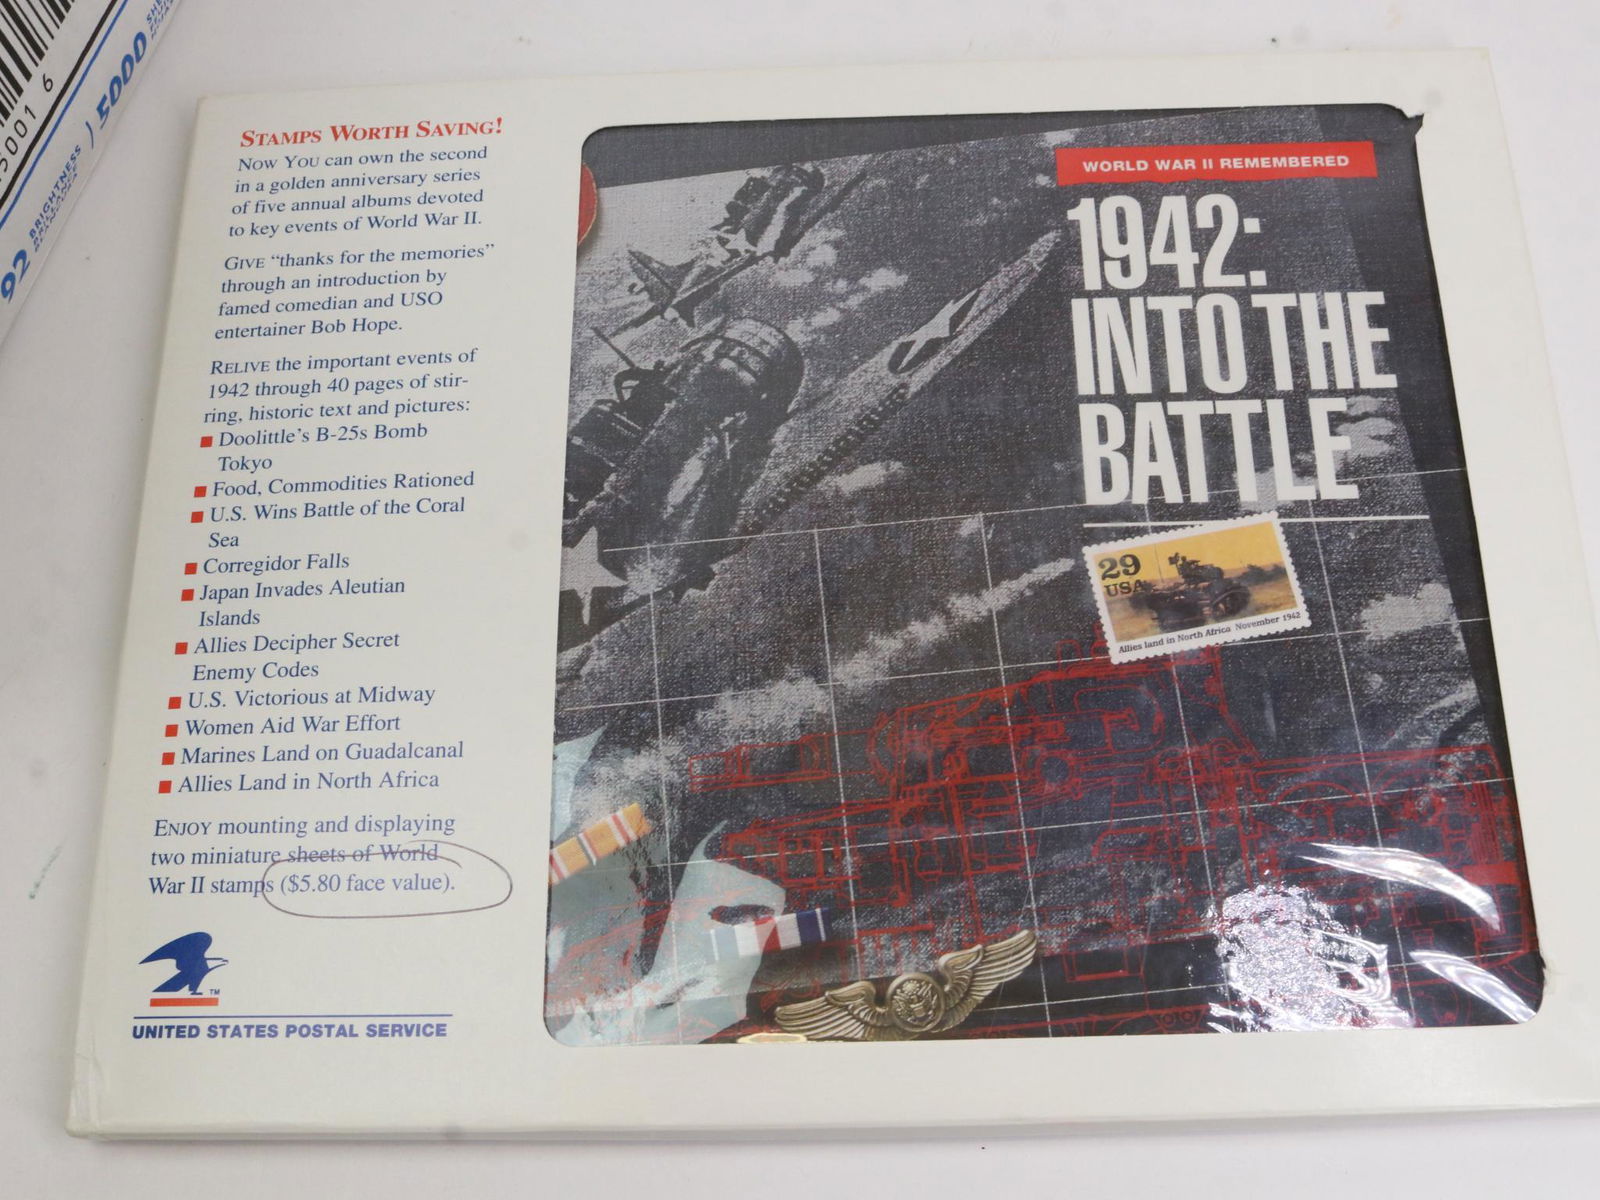 50016
92
BRIGHTNESS
5000
STAMPS WORTH SAVING!
NOW YOU can own the second
in a golden anniversary series
of five annual albums devoted
to key events of World War II.
GIVE “thanks for the memories”
through an introduction by
famed comedian and USO
entertainer Bob Hope.
RELIVE the important events of
1942 through 40 pages of stir-
ring, historic text and pictures:
Doolittle's B-25s Bomb
Tokyo
Food, Commodities Rationed
U.S. Wins Battle of the Coral
Sea
Corregidor Falls
Japan Invades Aleutian
Islands
Allies Decipher Secret
Enemy Codes
U.S. Victorious at Midway
Women Aid War Effort
Marines Land on Guadalcanal
Allies Land in North Africa
ENJOY mounting and displaying
two miniature sheets of World
War II stamps ($5.80 face value).
TM
UNITED STATES POSTAL SERVICE
WORLD WAR II REMEMBERED
1942:
INTO THE
BATTLE
29
USA
Allies land in North Africa November 1942